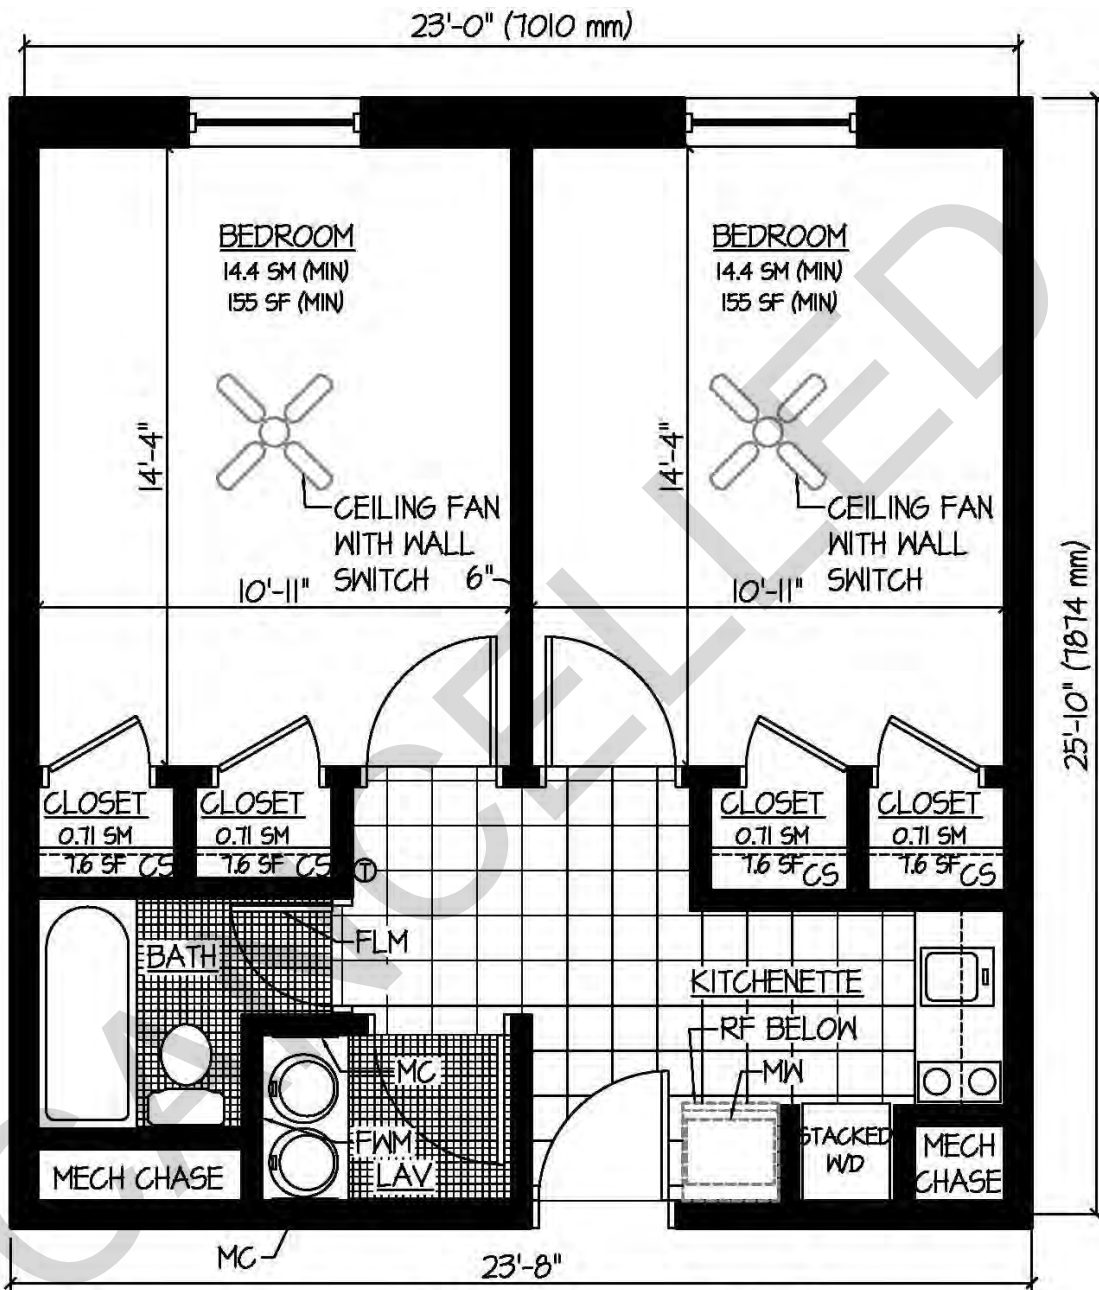 23'-0" (7010 mm)
BEDROOM
14.4 SM (MIN)
155 SF (MIN)
BEDROOM
14.4 SM (MIN)
155 SF (MIN)
14'-4"
14'-4"
CEILING FAN
WITH WALL
SWITCH
CEILING FAN
WITH WALL
SWITCH
10'-11"
6"
10'-11"
25'-10" (7874 mm)
CLOSET
0.71 SM
7.6 SF
CS
CLOSET
0.71 SM
7.6 SF
CS
CLOSET
0.71 SM
7.6 SF
CS
CLOSET
0.71 SM
7.6 SF
CS
T
FLM
BATH
KITCHENETTE
RF BELOW
MC
MW
FWM
LAV
STACKED
W/D
MECH
CHASE
MECH CHASE
MC
23'-8"
CANCELLED